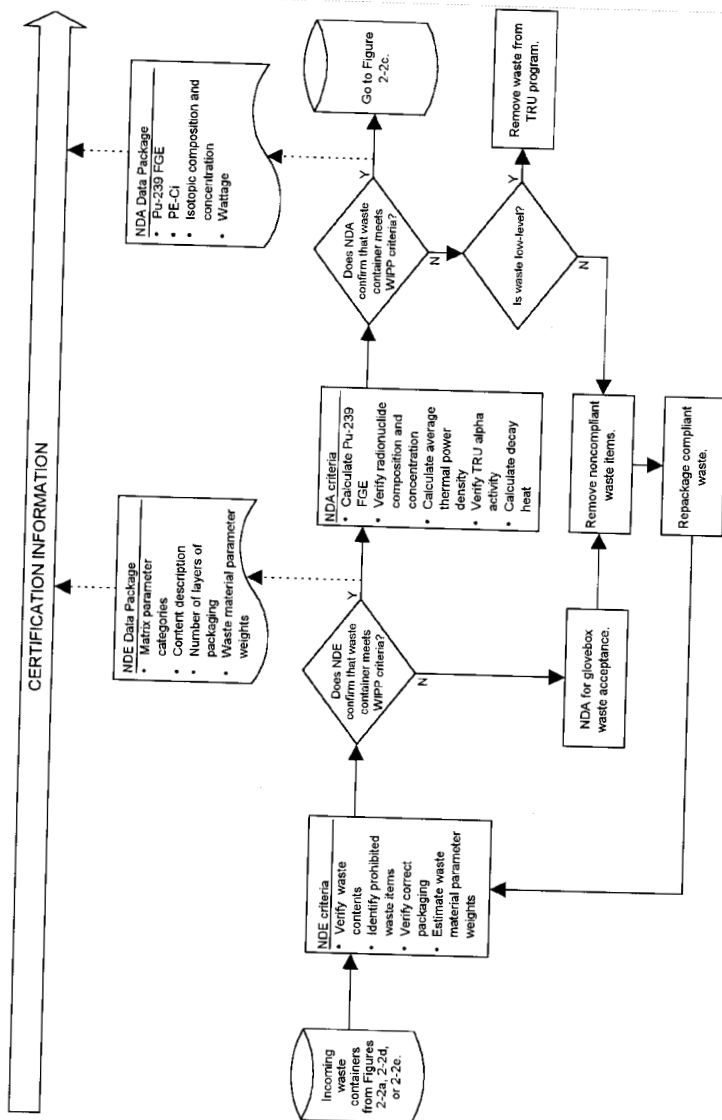 CERTIFICATION INFORMATION
NDE Data Package
• Matrix parameter
categories
• Content description
• Number of layers of
packaging
• Waste material parameter
weights
NDA Data Package
• Pu-239 FGE
• PE-Ci
• Isotopic composition and
concentration
• Wattage
Incoming
waste
containers
from Figures
2-2a, 2-2d,
or 2-2e.
NDE criteria
• Verify waste
contents
• Identify prohibited
waste items
• Verify correct
packaging
• Estimate waste
material parameter
weights
Does NDE
confirm that waste
container meets
WIPP criteria?
Y
N
NDA criteria
• Calculate Pu-239
FGE
• Verify radionuclide
composition and
concentration
• Calculate average
thermal power
density
• Verify TRU alpha
activity
• Calculate decay
heat
Does NDA
confirm that waste
container meets
WIPP criteria?
Y
N
Go to Figure
2-2c.
Is waste low-level?
Y
N
Remove waste from
TRU program.
NDA for glovebox
waste acceptance.
Remove noncompliant
waste items.
Repackage compliant
waste.